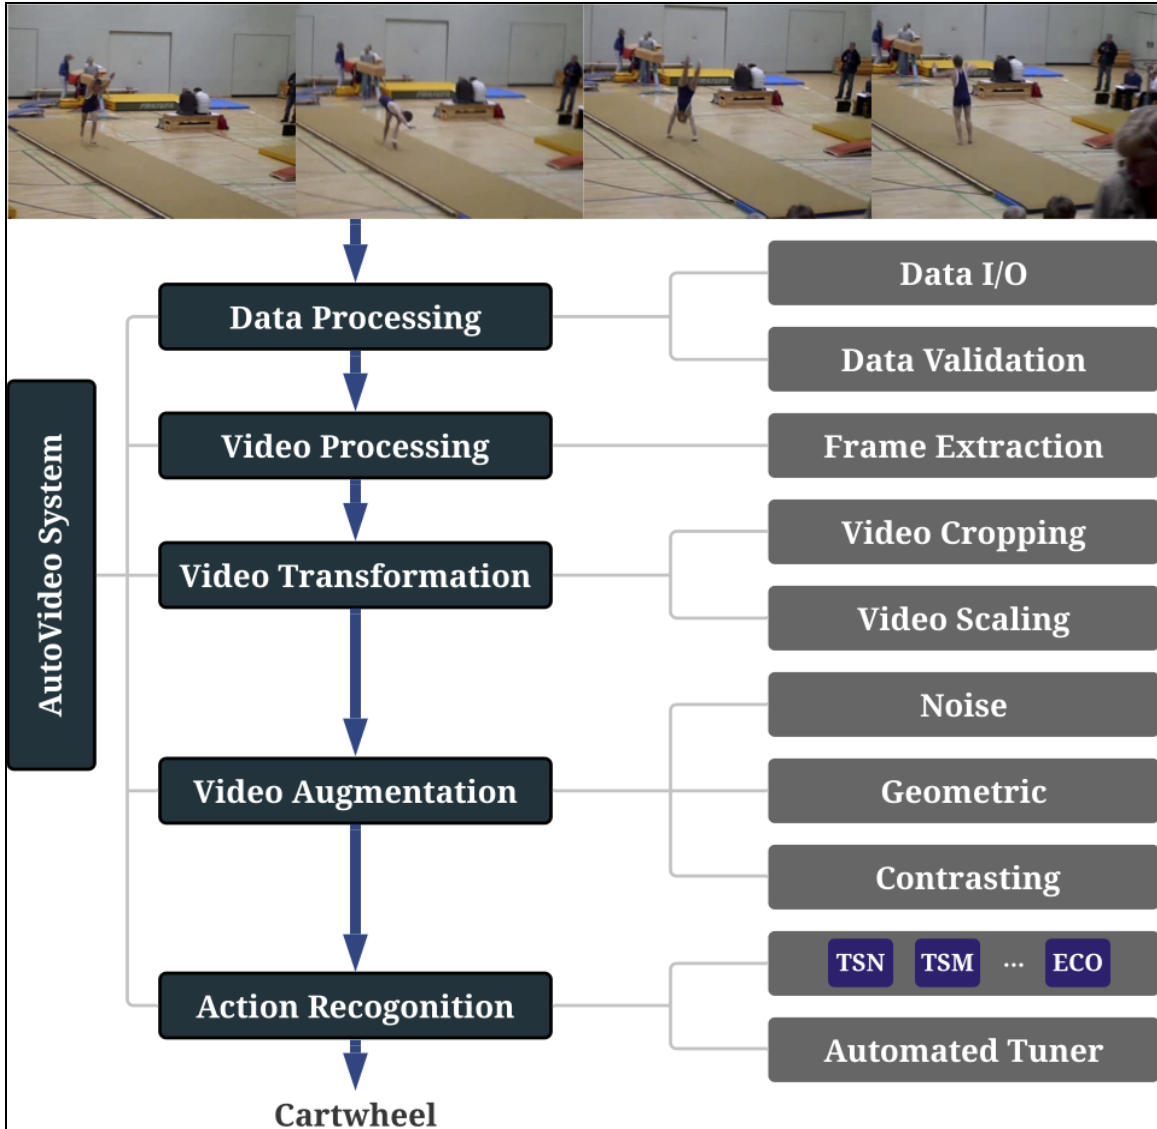 Data Processing
Data I/O
Data Validation
Video Processing
Frame Extraction
AutoVideo System
Video Transformation
Video Cropping
Video Scaling
Video Augmentation
Noise
Geometric
Contrasting
Action Recogonition
TSN TSM ... ECO
Automated Tuner
Cartwheel